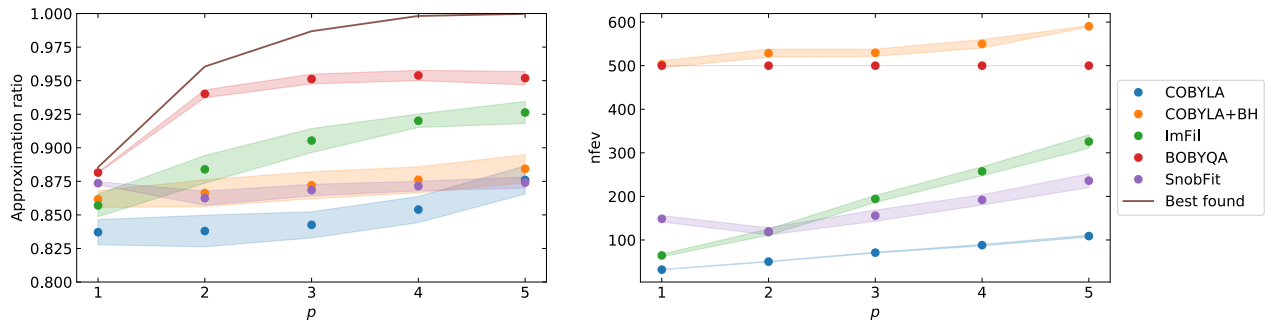 1.000
0.975
0.950
0.925
0.900
0.875
0.850
0.825
0.800
Approximation ratio
1 2 3 4 5
p
600
500
400
300
200
100
nfev
1 2 3 4 5
p
COBYLA
COBYLA+BH
ImFil
BOBYQA
SnobFit
Best found